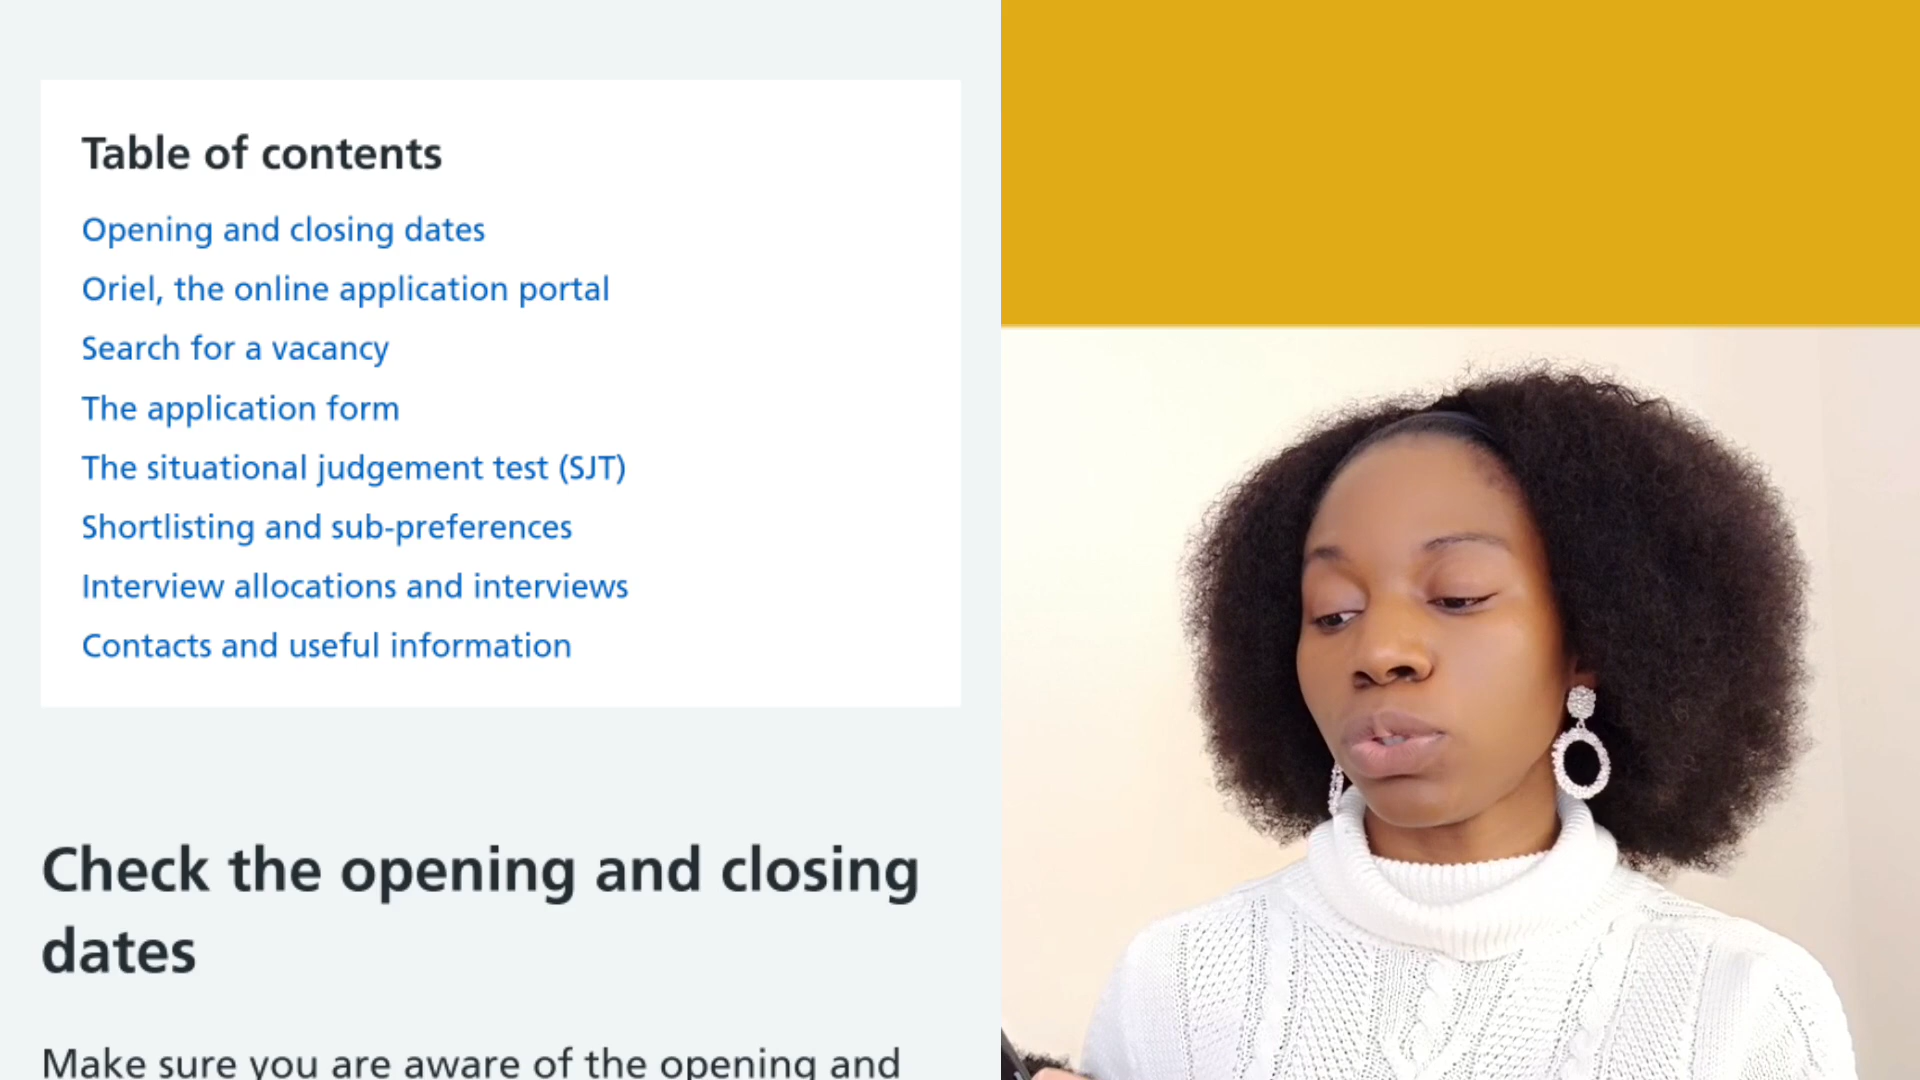 Table of contents
Opening and closing dates
Oriel, the online application portal
Search for a vacancy
The application form
The situational judgement test (SJT)
Shortlisting and sub-preferences
Interview allocations and interviews
Contacts and useful information
Check the opening and closing
dates
Make sure you are aware of the opening and